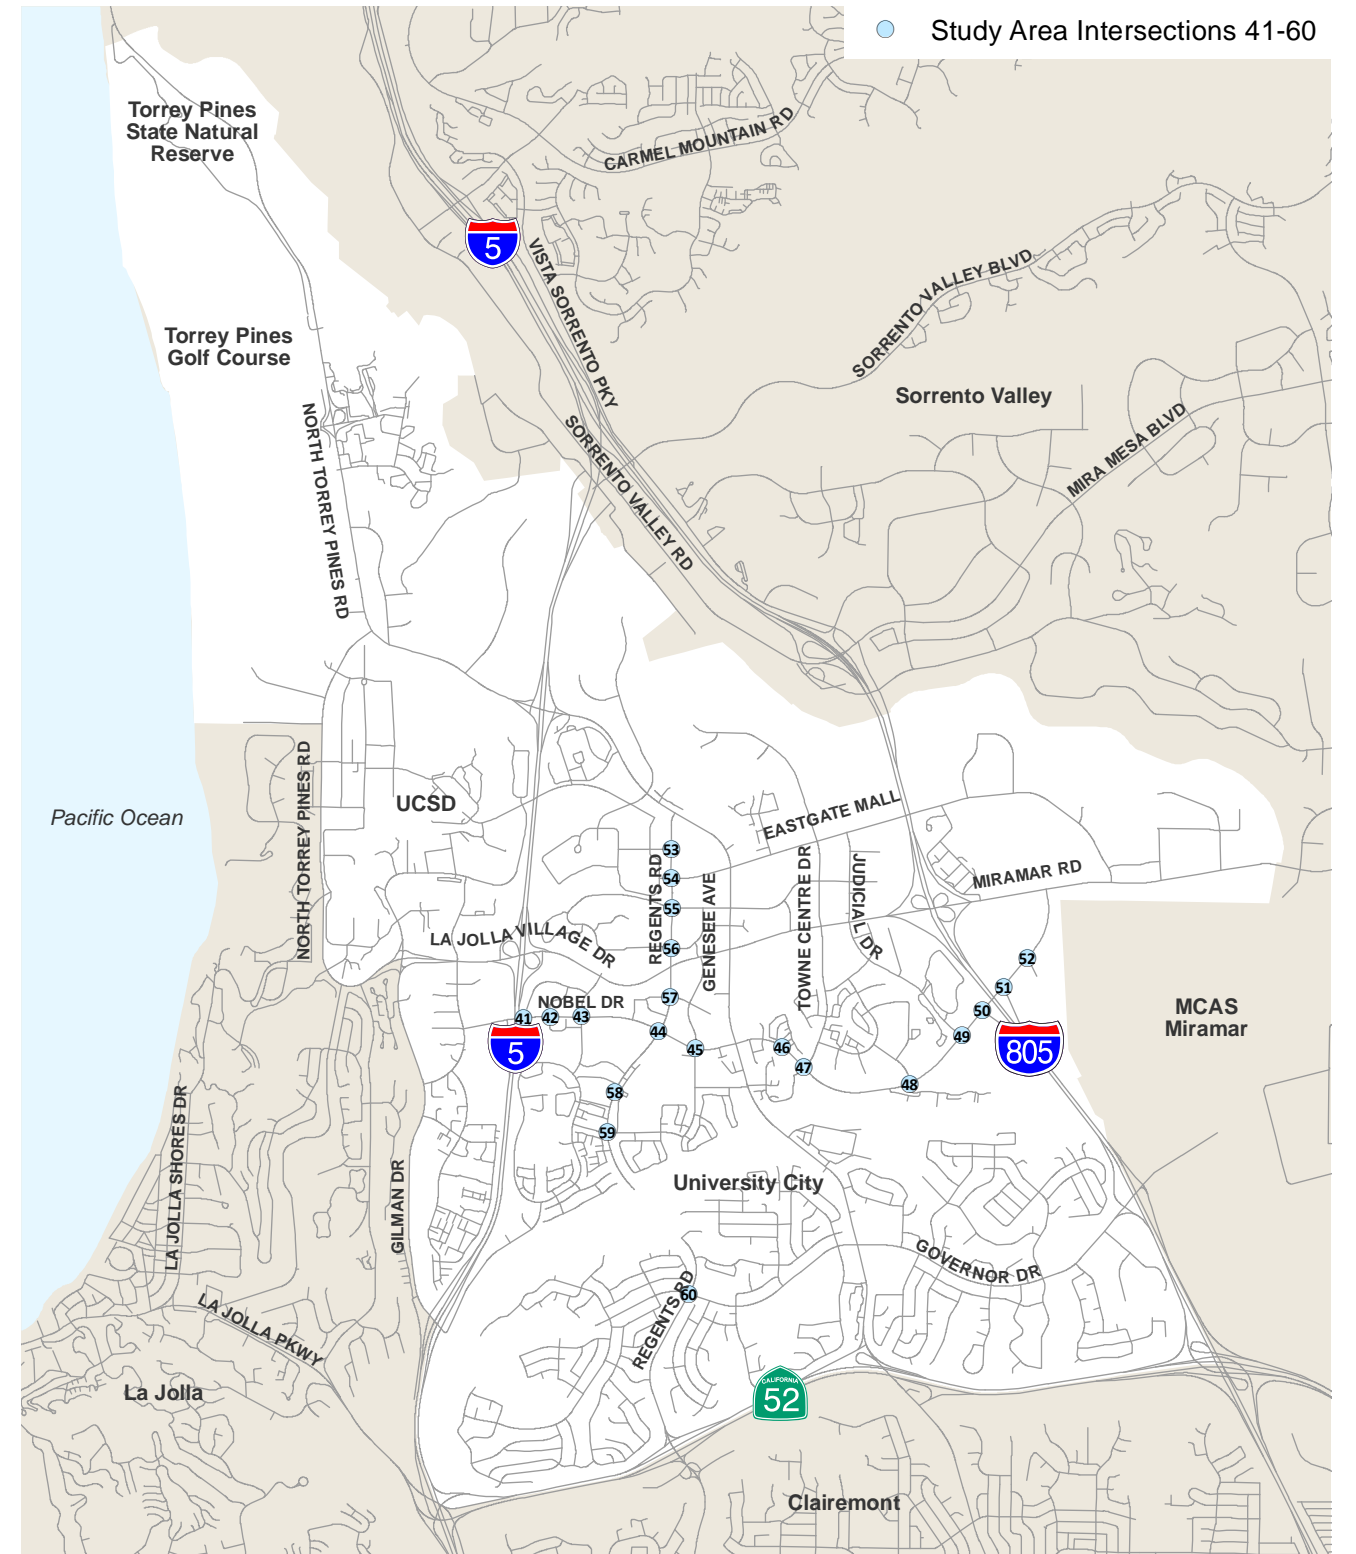 Study Area Intersections 41-60
Torrey Pines
State Natural
Reserve
CARMEL MOUNTAIN RD
5
VISTA SORRENTO PKY
SORRENTO VALLEY BLVD
Torrey Pines
Golf Course
Sorrento Valley
MIRA MESA BLVD
NORTH TORREY PINES RD
SORRENTO VALLEY RD
NORTH TORREY PINES RD
UCSD
Pacific Ocean
EASTGATE MALL
53
REGENTS RD
54
GENESEE AVE
TOWNE CENTRE DR
JUDICIAL DR
MIRAMAR RD
55
LA JOLLA VILLAGE DR
56
52
51
57
NOBEL DR
50
MCAS
Miramar
41
42
43
44
49
5
45
46
805
47
48
58
59
LA JOLLA SHORES DR
GILMAN DR
University City
GOVERNOR DR
60
REGENTS RD
LA JOLLA PKWY
La Jolla
CALIFORNIA
52
Clairemont